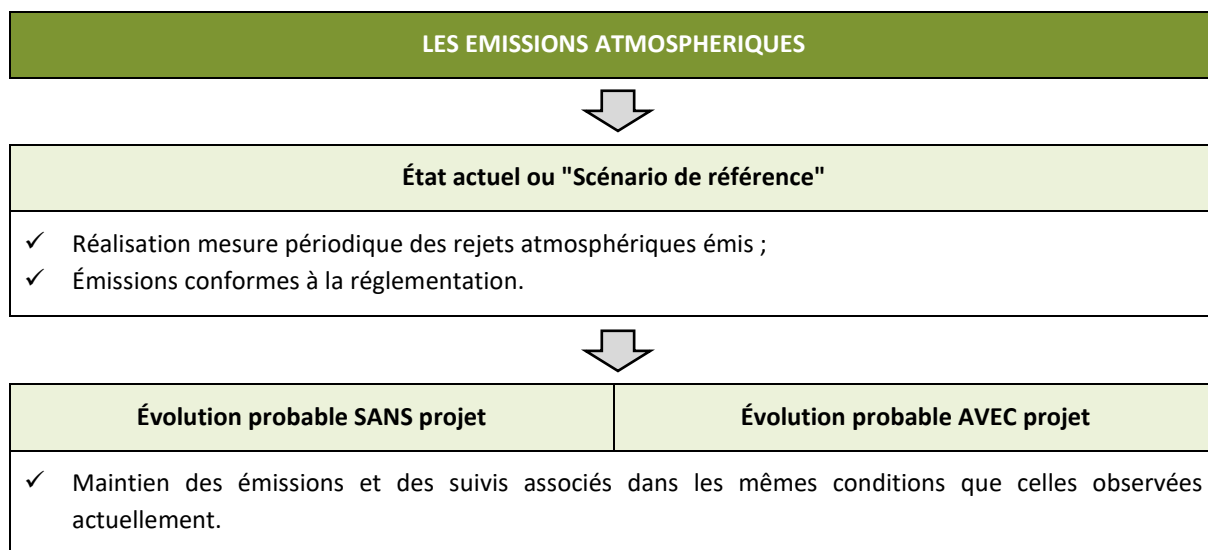 LES EMISSIONS ATMOSPHERIQUES
État actuel ou "Scénario de référence"
✓ Réalisation mesure périodique des rejets atmosphériques émis ;
✓ Émissions conformes à la réglementation.
Évolution probable SANS projet
Évolution probable AVEC projet
✓ Maintien des émissions et des suivis associés dans les mêmes conditions que celles observées
actuellement.